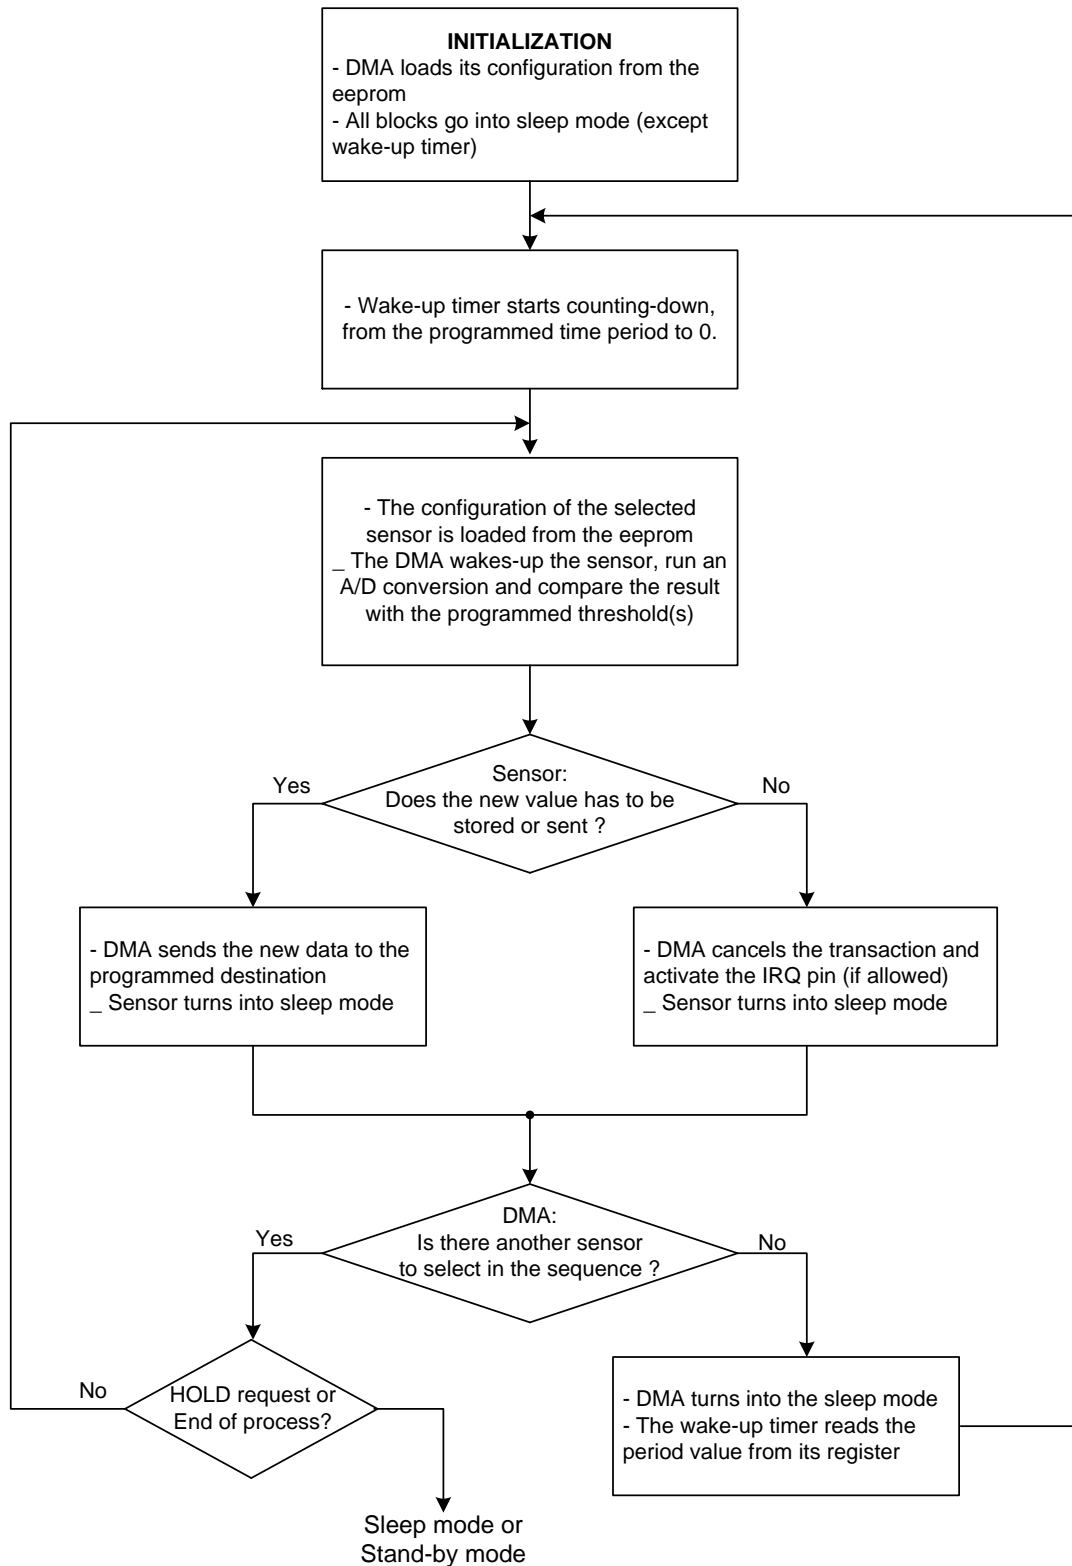 INITIALIZATION
- DMA loads its configuration from the
eeprom
- All blocks go into sleep mode (except
wake-up timer)
- Wake-up timer starts counting-down,
from the programmed time period to 0.
- The configuration of the selected
sensor is loaded from the eeprom
_ The DMA wakes-up the sensor, run an
A/D conversion and compare the result
with the programmed threshold(s)
Sensor:
Does the new value has to be
stored or sent ?
Yes
No
- DMA sends the new data to the
programmed destination
_ Sensor turns into sleep mode
- DMA cancels the transaction and
activate the IRQ pin (if allowed)
_ Sensor turns into sleep mode
DMA:
Is there another sensor
to select in the sequence ?
Yes
No
HOLD request or
End of process?
No
- DMA turns into the sleep mode
- The wake-up timer reads the
period value from its register
Sleep mode or
Stand-by mode